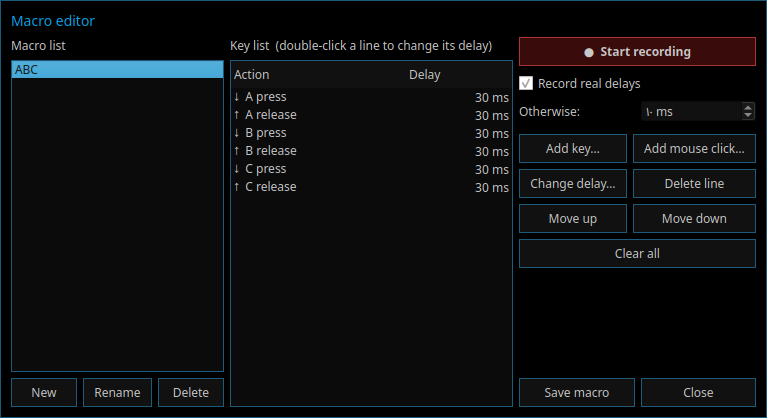 Macro editor
Macro list
ABC
New Rename Delete
Key list (double-click a line to change its delay)
Action Delay
↓ A press 30 ms
↑ A release 30 ms
↓ B press 30 ms
↑ B release 30 ms
↓ C press 30 ms
↑ C release 30 ms
● Start recording
Record real delays
Otherwise: ۱۰ ms
Add key... Add mouse click...
Change delay... Delete line
Move up Move down
Clear all
Save macro Close